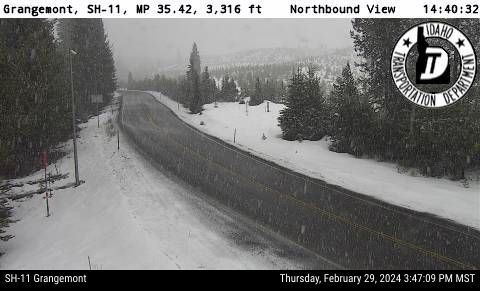 Grangemont, SH-11, MP 35.42, 3,316 ft Northbound View 14:40:32
IDAHO
TRANSPORTATION DEPARTMENT
SH-11 Grangemont Thursday, February 29, 2024 3:47:09 PM MST